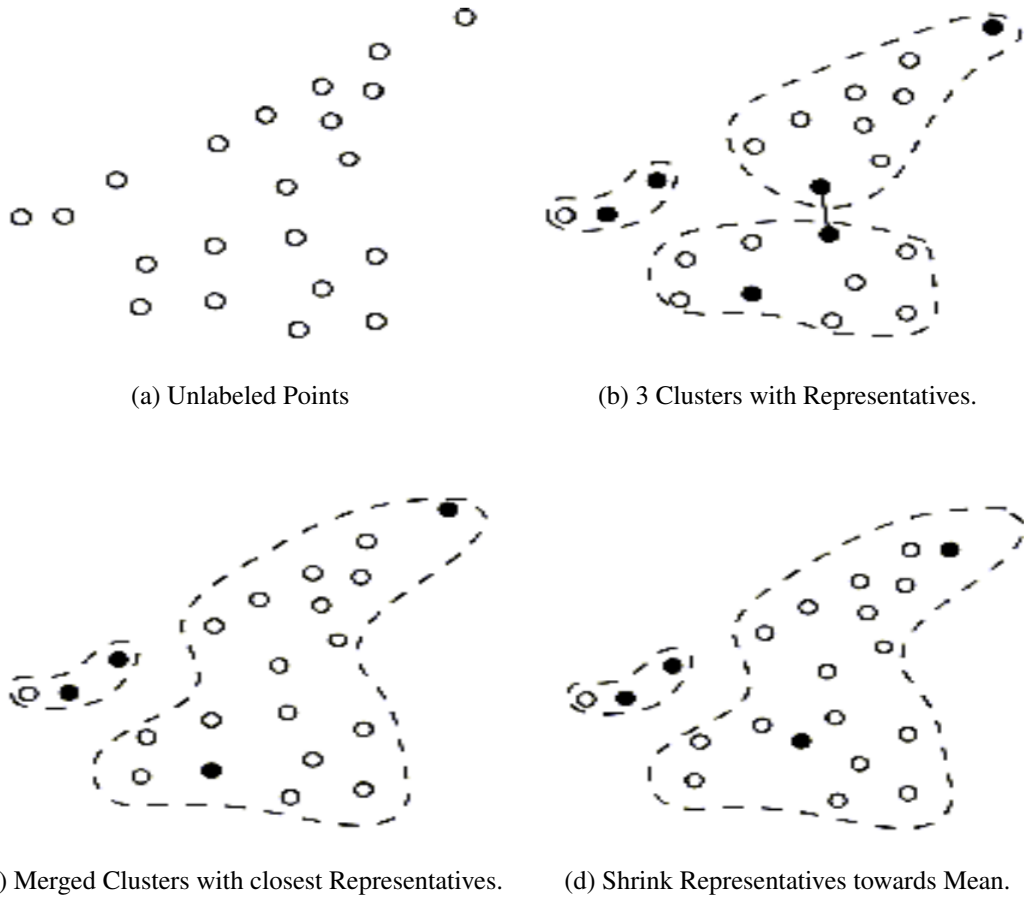 (a) Unlabeled Points
(b) 3 Clusters with Representatives.
) Merged Clusters with closest Representatives.
(d) Shrink Representatives towards Mean.